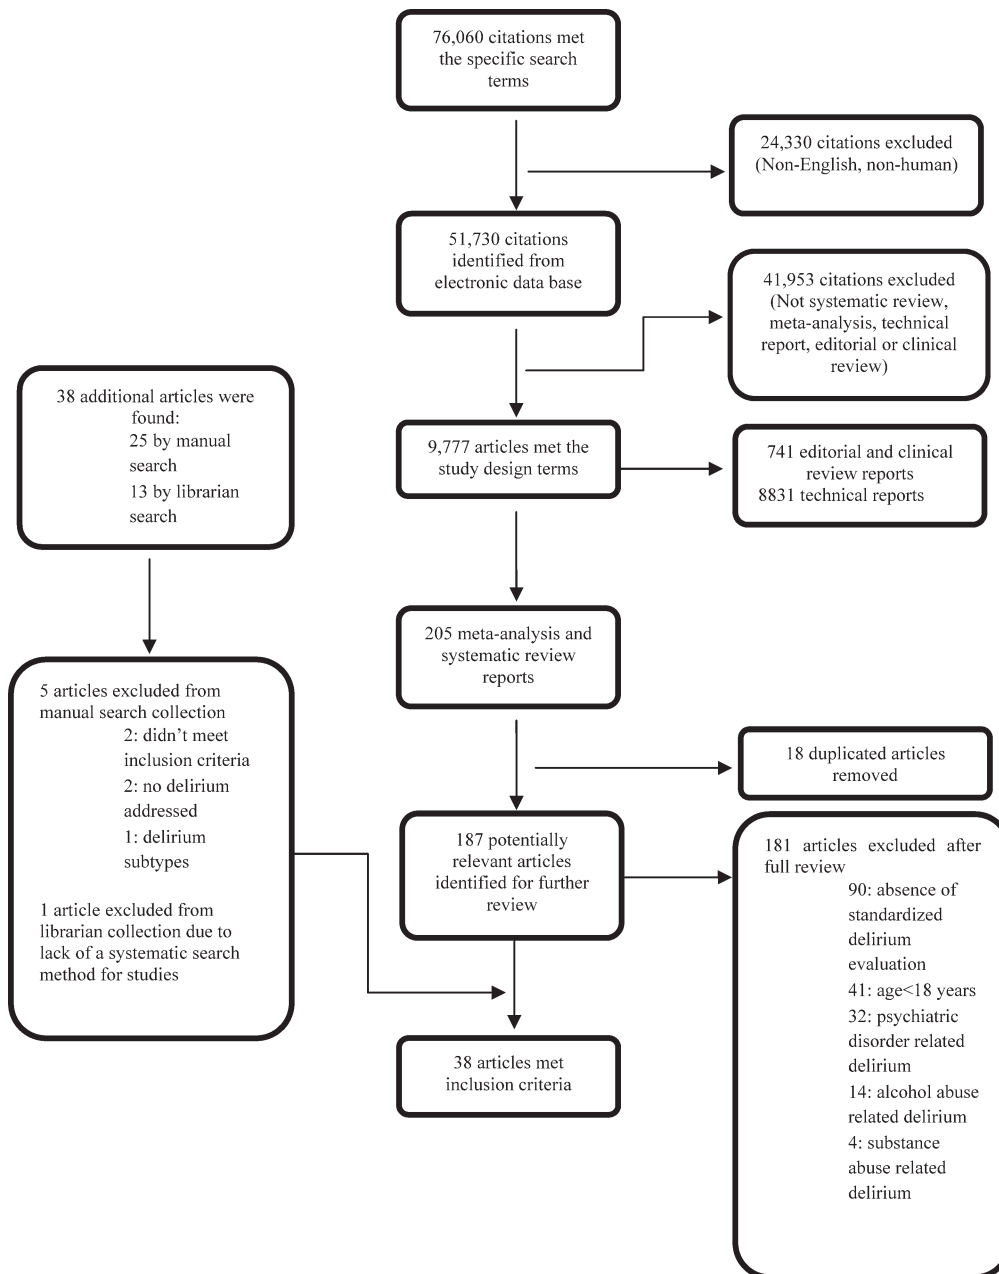 76,060 citations met
the specific search
terms
24,330 citations excluded
(Non-English, non-human)
51,730 citations
identified from
electronic data base
41,953 citations excluded
(Not systematic review,
meta-analysis, technical
report, editorial or clinical
review)
38 additional articles were
found:
25 by manual
search
13 by librarian
search
9,777 articles met the
study design terms
741 editorial and clinical
review reports
8831 technical reports
205 meta-analysis and
systematic review
reports
5 articles excluded from
manual search collection
2: didn't meet
inclusion criteria
2: no delirium
addressed
1: delirium
subtypes
1 article excluded from
librarian collection due to
lack of a systematic search
method for studies
18 duplicated articles
removed
187 potentially
relevant articles
identified for further
review
181 articles excluded after
full review
90: absence of
standardized
delirium
evaluation
41: age<18 years
32: psychiatric
disorder related
delirium
14: alcohol abuse
related delirium
4: substance
abuse related
delirium
38 articles met
inclusion criteria